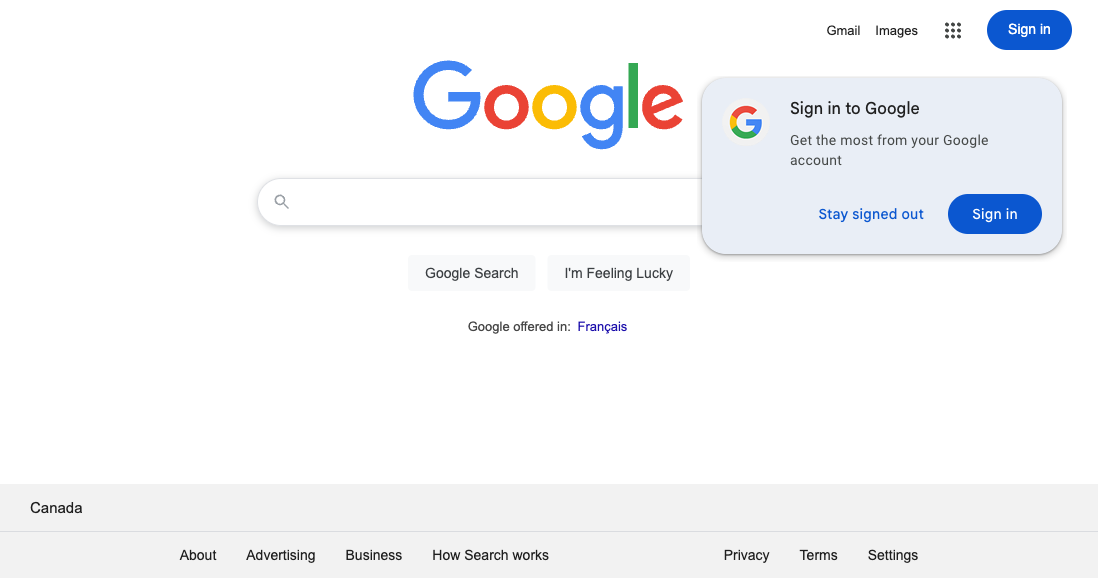 Gmail Images Sign in
Google
Sign in to Google
Get the most from your Google
account
Stay signed out Sign in
Google Search I'm Feeling Lucky
Google offered in: Français
Canada
About Advertising Business How Search works Privacy Terms Settings